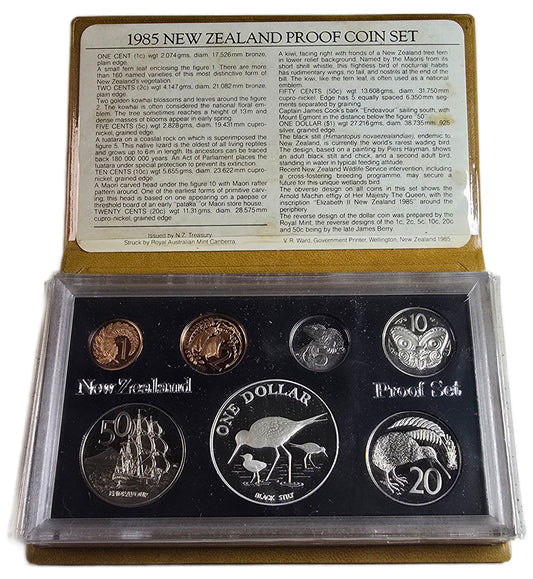 1985 NEW ZEALAND PROOF COIN SET
ONE CENT (1c) wgt 2.074gms, diam. 17.526mm bronze,
plain edge.
A small fern leaf enclosing the figure 1. There are more
than 160 named varieties of this most distinctive form of
New Zealand's vegetation.
TWO CENTS (2c) wgt 4.147gms, diam. 21.082mm bronze,
plain edge.
Two golden kowhai blossoms and leaves around the figure
2. The kowhai is often considered the national floral em-
blem. The tree sometimes reaches a height of 13m and
dense masses of blooms appear in early spring.
FIVE CENTS (5c) wgt 2.828gms, diam. 19.431mm cupro-
nickel, grained edge.
A tuatara on a coastal rock on which is superimposed the
figure 5. This native lizard is the oldest of all living reptiles
and grows up to 6m in length. Its ancestors can be traced
back 180 000 000 years. An Act of Parliament places the
tuatara under special protection to prevent its extinction.
TEN CENTS (10c) wgt 5.655gms, diam. 23.622mm cupro-
nickel, grained edge.
A Maori carved head under the figure 10 with Maori rafter
pattern around. One of the earliest forms of primitive carv-
ing this head is based on one appearing on a paepae or
threshold board of an early "pataka" or Maori store house.
TWENTY CENTS (20c) wgt 11.31gms, diam. 28.575mm
cupro-nickel, grained edge.
Issued by N.Z. Treasury.
Struck by Royal Australian Mint Canberra.
A kiwi, facing right with fronds of a New Zealand tree fern
in lower relief background. Named by the Maoris from its
short shrill whistle, this flightless bird of nocturnal habits
has rudimentary wings, no tail, and nostrils at the end of the
bill. The kiwi, like the fern leaf, is often used as a national
emblem.
FIFTY CENTS (50c) wgt 13.608gms, diam. 31.750mm
cupro-nickel. Edge has 5 equally spaced 6.350mm seg-
ments separated by graining.
Captain James Cook's bark "Endeavour" sailing south, with
Mount Egmont in the distance below the figure "50".
ONE DOLLAR ($1) wgt 27.216gms, diam. 38.735mm .925
silver, grained edge.
The black stilt (Himantopus novaezealandiae), endemic to
New Zealand, is currently the world's rarest wading bird.
The design, based on a painting by Piers Hayman, shows
an adult black stilt and chick, and a second adult bird,
standing in water in typical feeding attitude.
Recent New Zealand Wildlife Service intervention, including
a cross-fostering breeding programme, may secure a
future for this unique wetlands bird.
The obverse design on all coins in this set shows the
Arnold Machin effigy of Her Majesty The Queen, with the
inscription "Elizabeth II New Zealand 1985" around the
periphery.
The reverse design of the dollar coin was prepared by the
Royal Mint; the reverse designs of the 1c, 2c, 5c, 10c, 20c
and 50c being by the late James Berry.
V. R. Ward, Government Printer, Wellington, New Zealand 1985
1
2
5
10
New Zealand
Proof Set
50
ENDEAVOUR
ONE DOLLAR
BLACK STILT
20